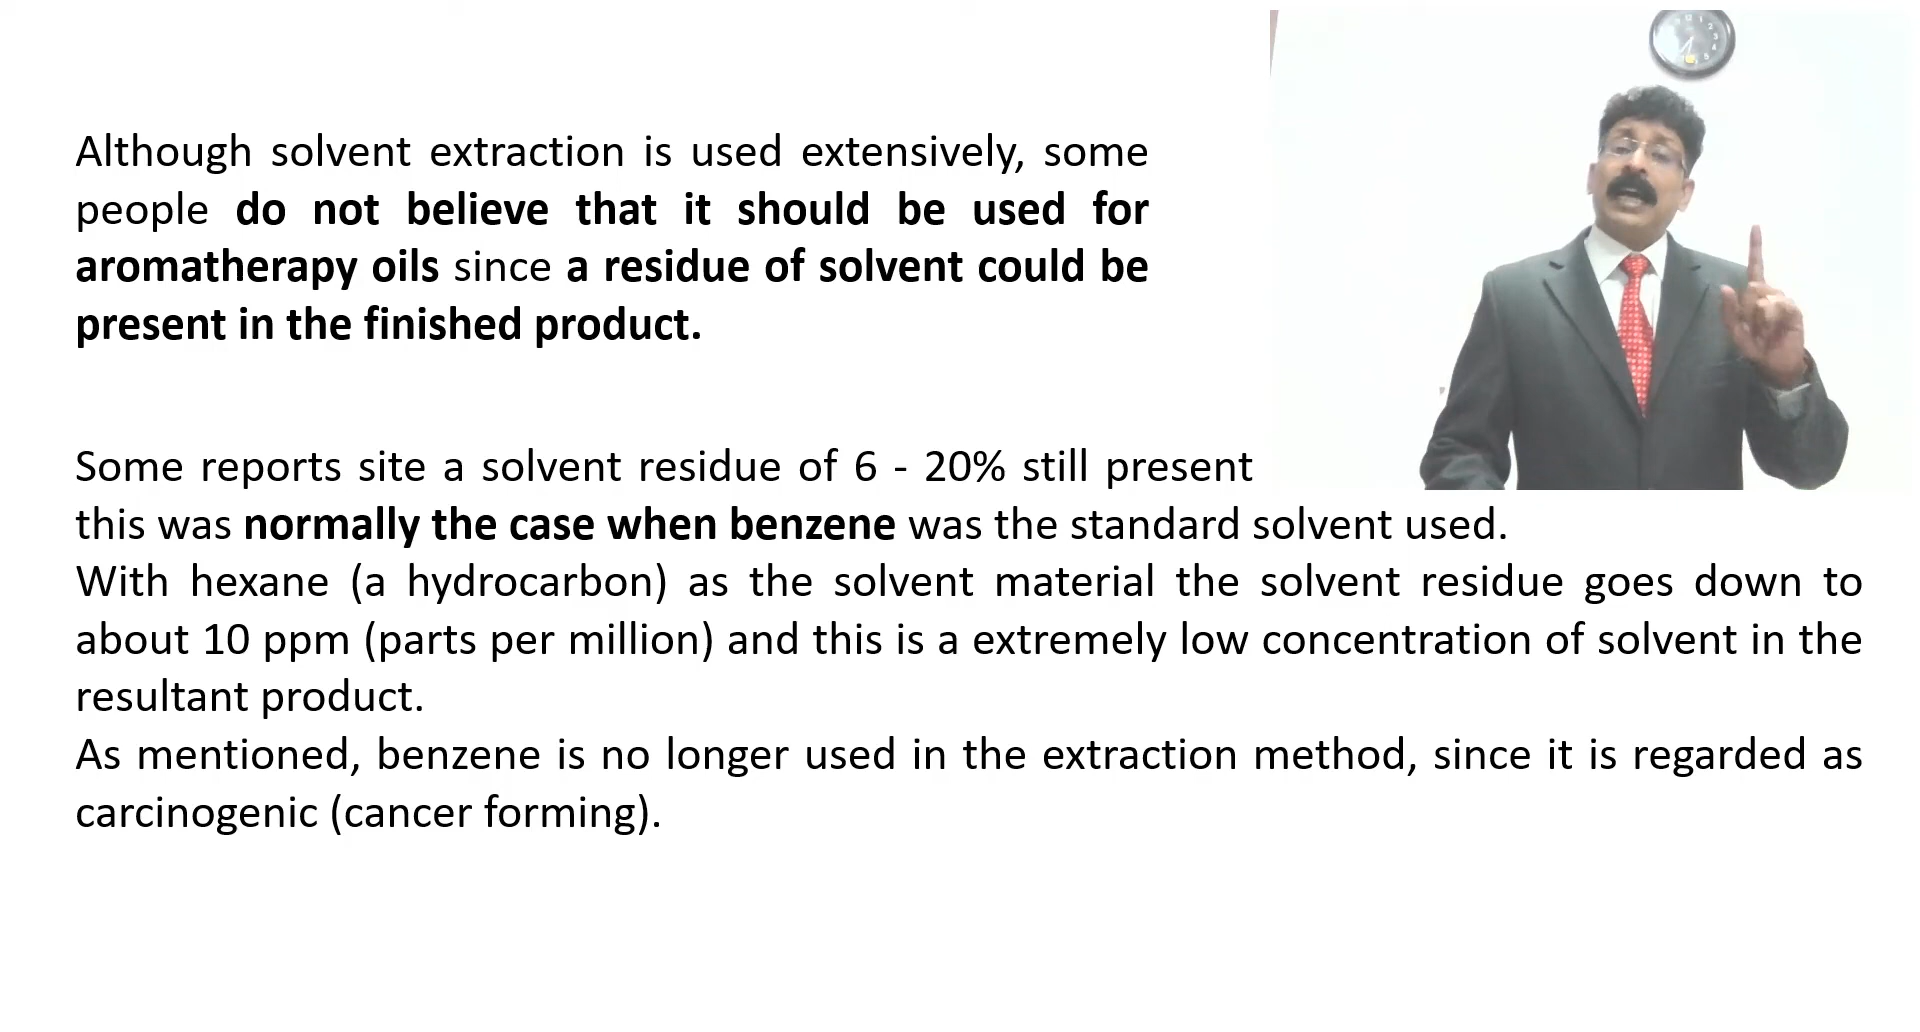 Although solvent extraction is used extensively, some
people do not believe that it should be used for
aromatherapy oils since a residue of solvent could be
present in the finished product.
Some reports site a solvent residue of 6 - 20% still present
this was normally the case when benzene was the standard solvent used.
With hexane (a hydrocarbon) as the solvent material the solvent residue goes down to
about 10 ppm (parts per million) and this is a extremely low concentration of solvent in the
resultant product.
As mentioned, benzene is no longer used in the extraction method, since it is regarded as
carcinogenic (cancer forming).